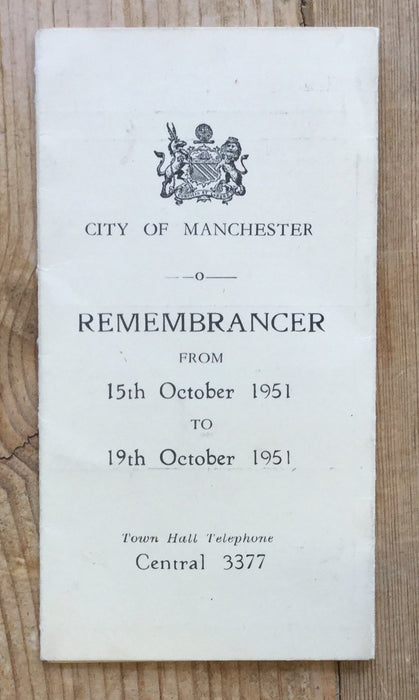 CITY OF MANCHESTER
o
REMEMBRANCER
FROM
15th October 1951
TO
19th October 1951
Town Hall Telephone
Central 3377